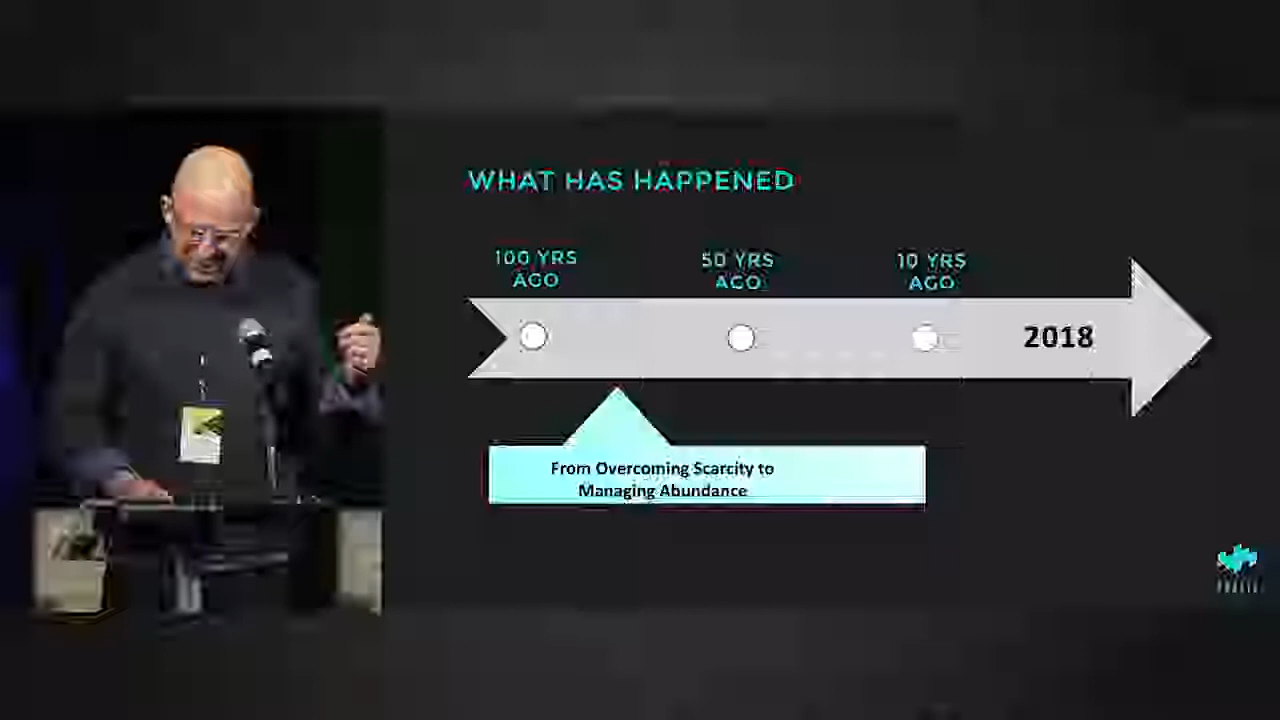 WHAT HAS HAPPENED
100 YRS
AGO
50 YRS
AGO
10 YRS
AGO
2018
From Overcoming Scarcity to
Managing Abundance